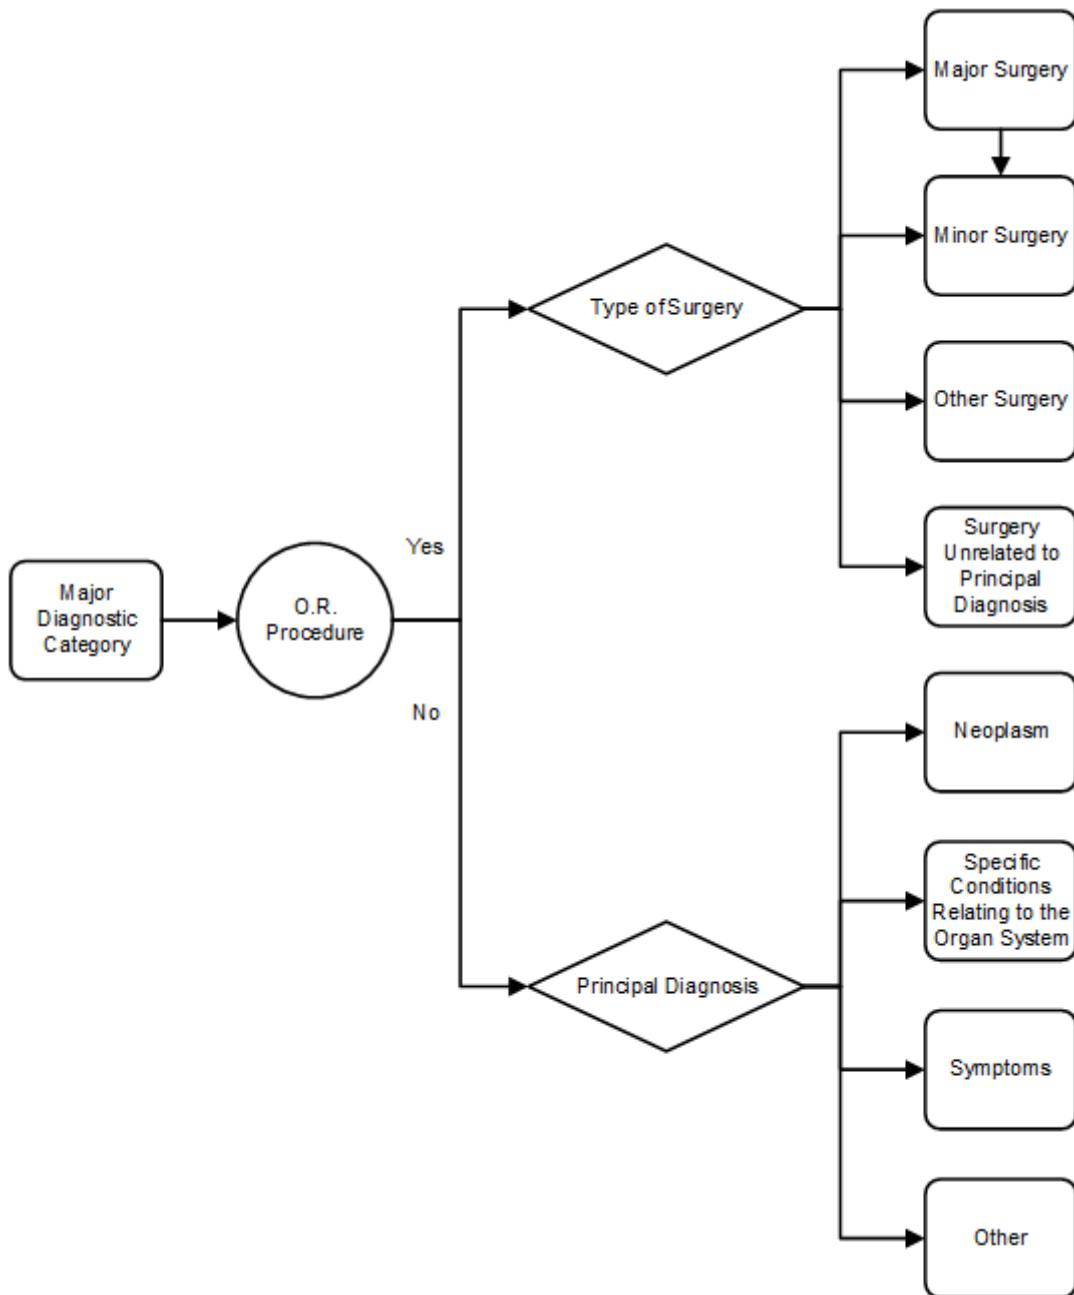 Major Surgery
Minor Surgery
Type of Surgery
Other Surgery
Surgery
Unrelated to
Principal
Diagnosis
Yes
Major
Diagnostic
Category
O.R.
Procedure
No
Neoplasm
Specific
Conditions
Relating to the
Organ System
Principal Diagnosis
Symptoms
Other